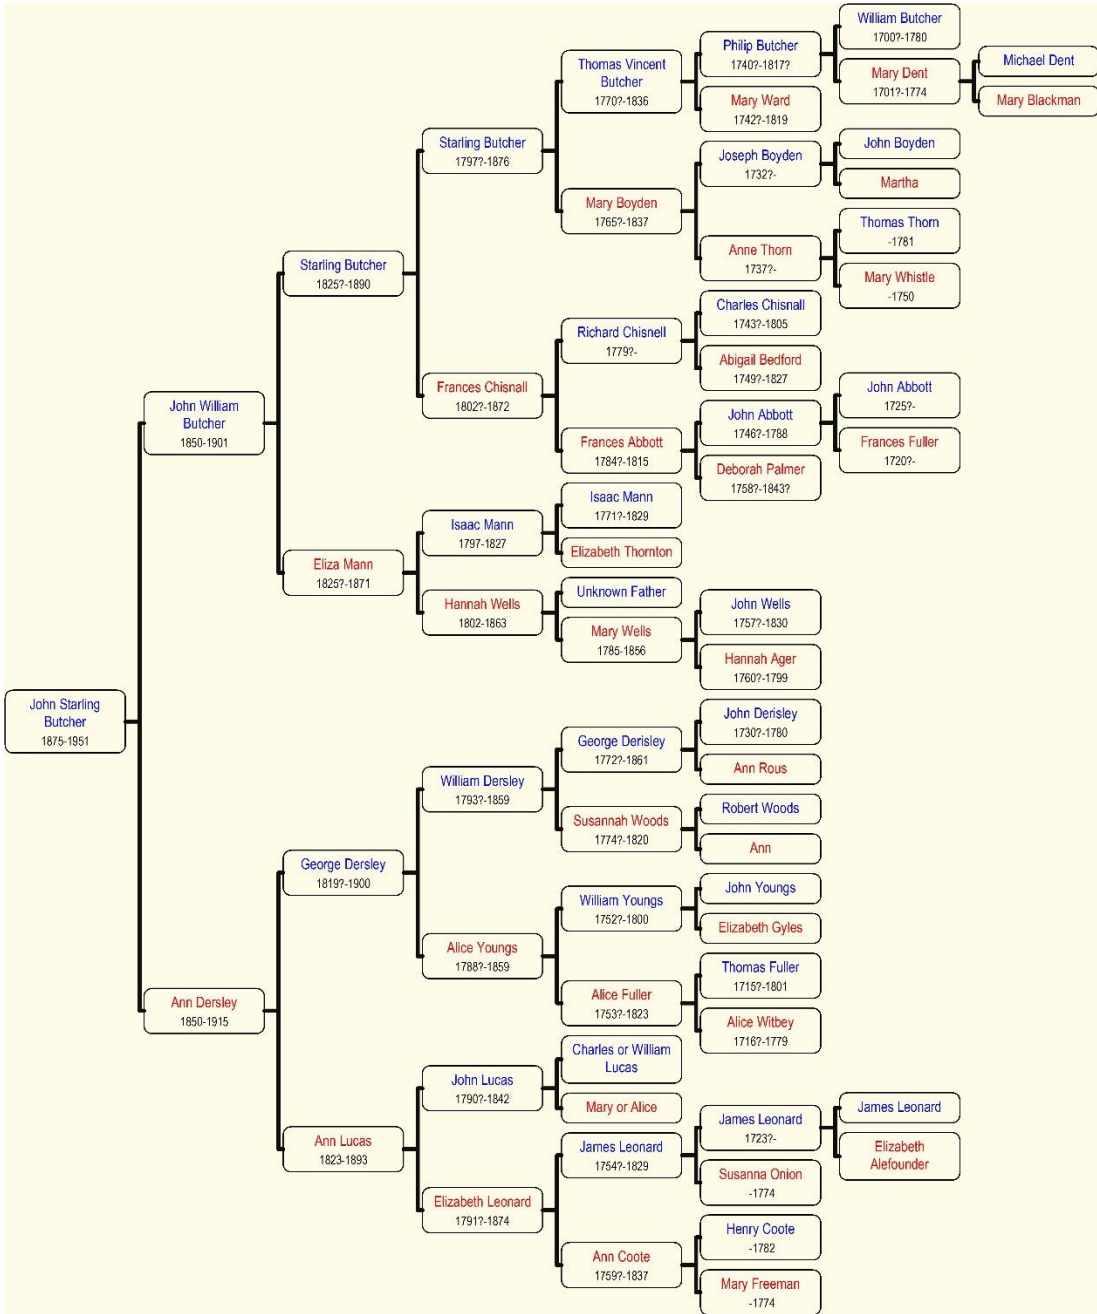 John Starling
Butcher
1875-1951
John William
Butcher
1850-1901
Ann Dersley
1850-1915
Starling Butcher
1825?-1890
Eliza Mann
1825?-1871
George Dersley
1819?-1900
Ann Lucas
1823-1893
Starling Butcher
1797?-1876
Frances Chisnall
1802?-1872
Isaac Mann
1797-1827
Hannah Wells
1802-1863
William Dersley
1793?-1859
Alice Youngs
1788?-1859
John Lucas
1790?-1842
Elizabeth Leonard
1791?-1874
Thomas Vincent
Butcher
1770?-1836
Mary Boyden
1765?-1837
Richard Chisnell
1779?-
Frances Abbott
1784?-1815
Isaac Mann
1771?-1829
Elizabeth Thornton
Unknown Father
Mary Wells
1785-1856
George Derisley
1772?-1861
Susannah Woods
1774?-1820
William Youngs
1752?-1800
Alice Fuller
1753?-1823
Charles or William
Lucas
Mary or Alice
James Leonard
1754?-1829
Ann Coote
1759?-1837
Philip Butcher
1740?-1817?
Mary Ward
1742?-1819
Joseph Boyden
1732?-
Anne Thorn
1737?-
Charles Chisnall
1743?-1805
Abigail Bedford
1749?-1827
John Abbott
1746?-1788
Deborah Palmer
1758?-1843?
John Wells
1757?-1830
Hannah Ager
1760?-1799
John Derisley
1730?-1780
Ann Rous
Robert Woods
Ann
John Youngs
Elizabeth Gyles
Thomas Fuller
1715?-1801
Alice Witbey
1716?-1779
James Leonard
1723?-
Susanna Onion
-1774
Henry Coote
-1782
Mary Freeman
-1774
William Butcher
1700?-1780
Mary Dent
1701?-1774
John Boyden
Martha
Thomas Thorn
-1781
Mary Whistle
-1750
John Abbott
1725?-
Frances Fuller
1720?-
James Leonard
Elizabeth
Alefounder
Michael Dent
Mary Blackman